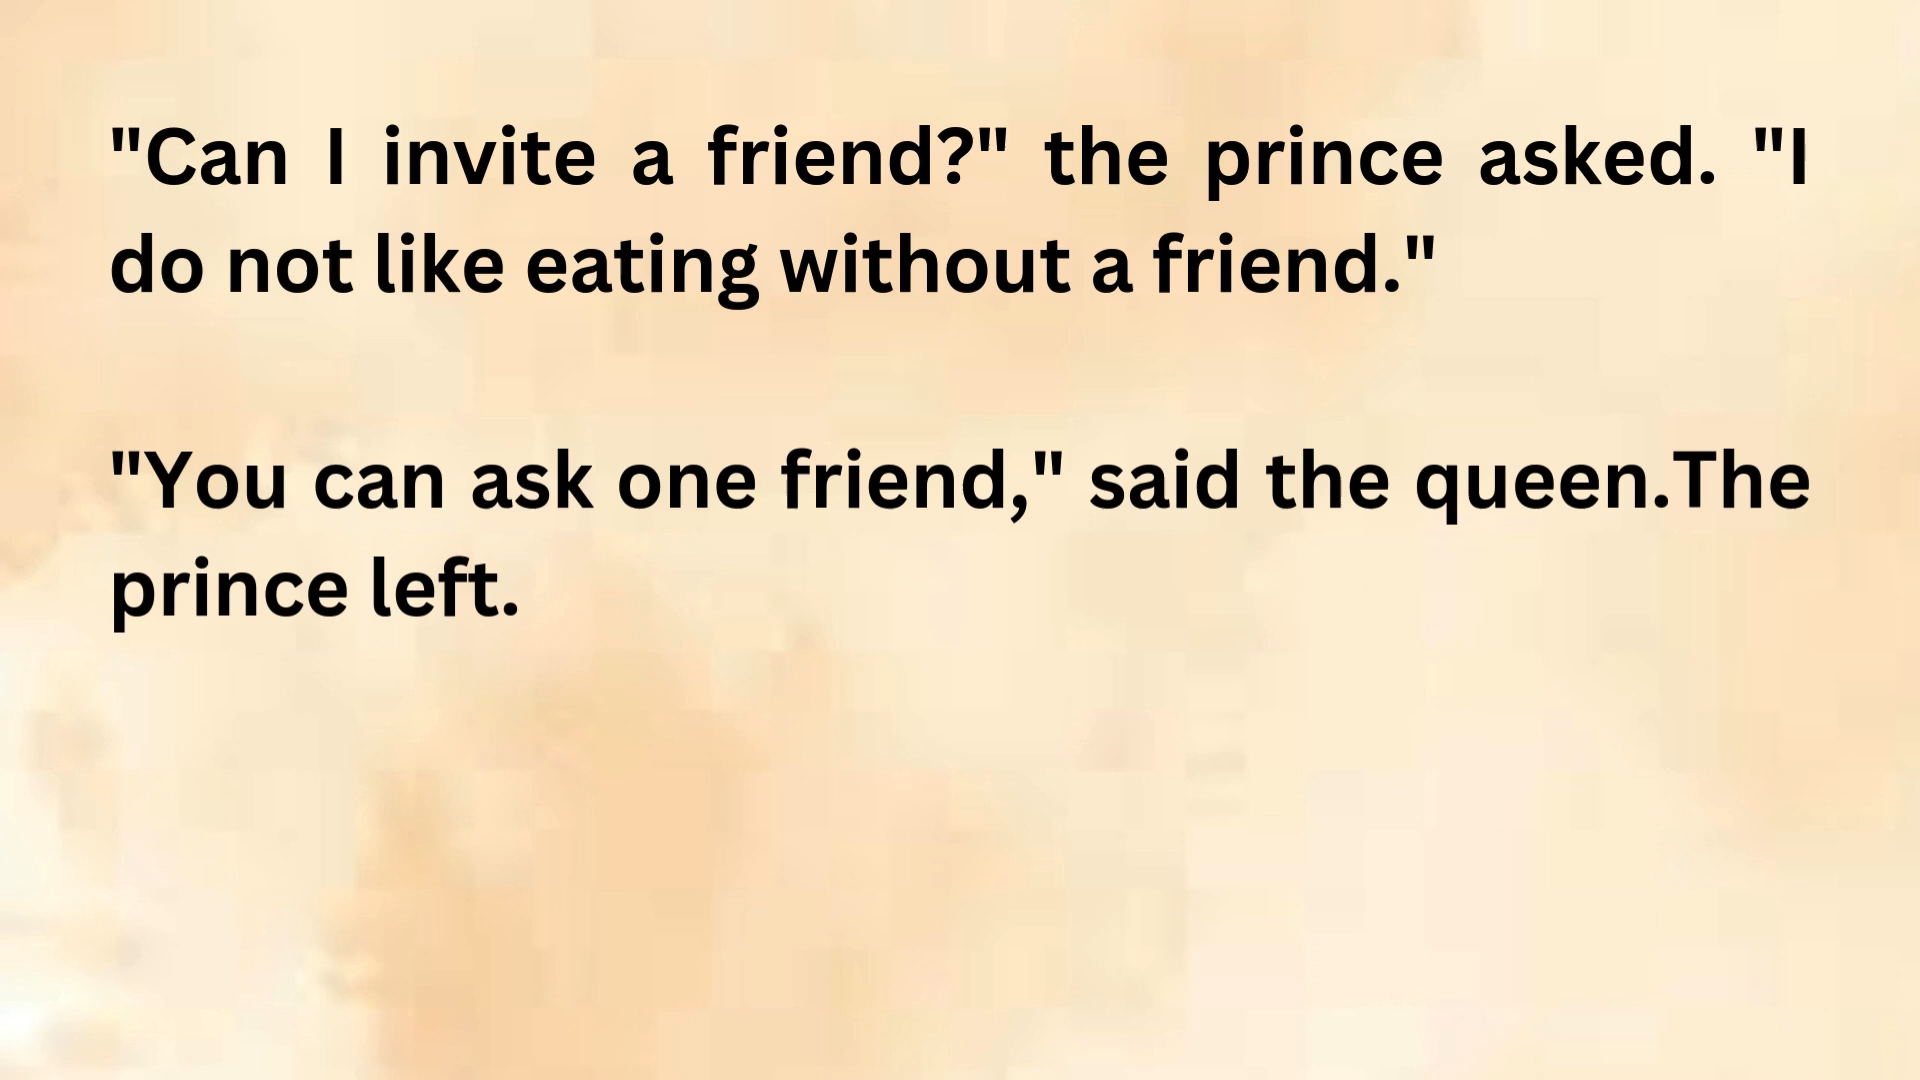 "Can I invite a friend?" the prince asked. "I
do not like eating without a friend."
"You can ask one friend," said the queen.The
prince left.